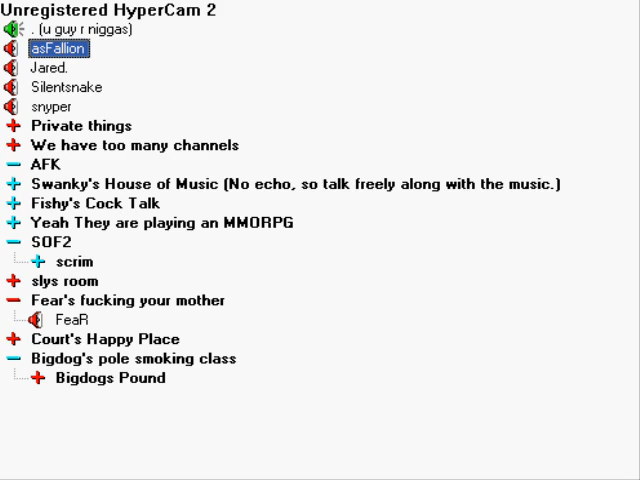 Unregistered HyperCam 2
. (u guy r niggas)
asFallion
Jared.
Silentsnake
snyper
Private things
We have too many channels
AFK
Swanky's House of Music (No echo, so talk freely along with the music.)
Fishy's Cock Talk
Yeah They are playing an MMORPG
SOF2
scrim
slys room
Fear's fucking your mother
FeaR
Court's Happy Place
Bigdog's pole smoking class
Bigdogs Pound